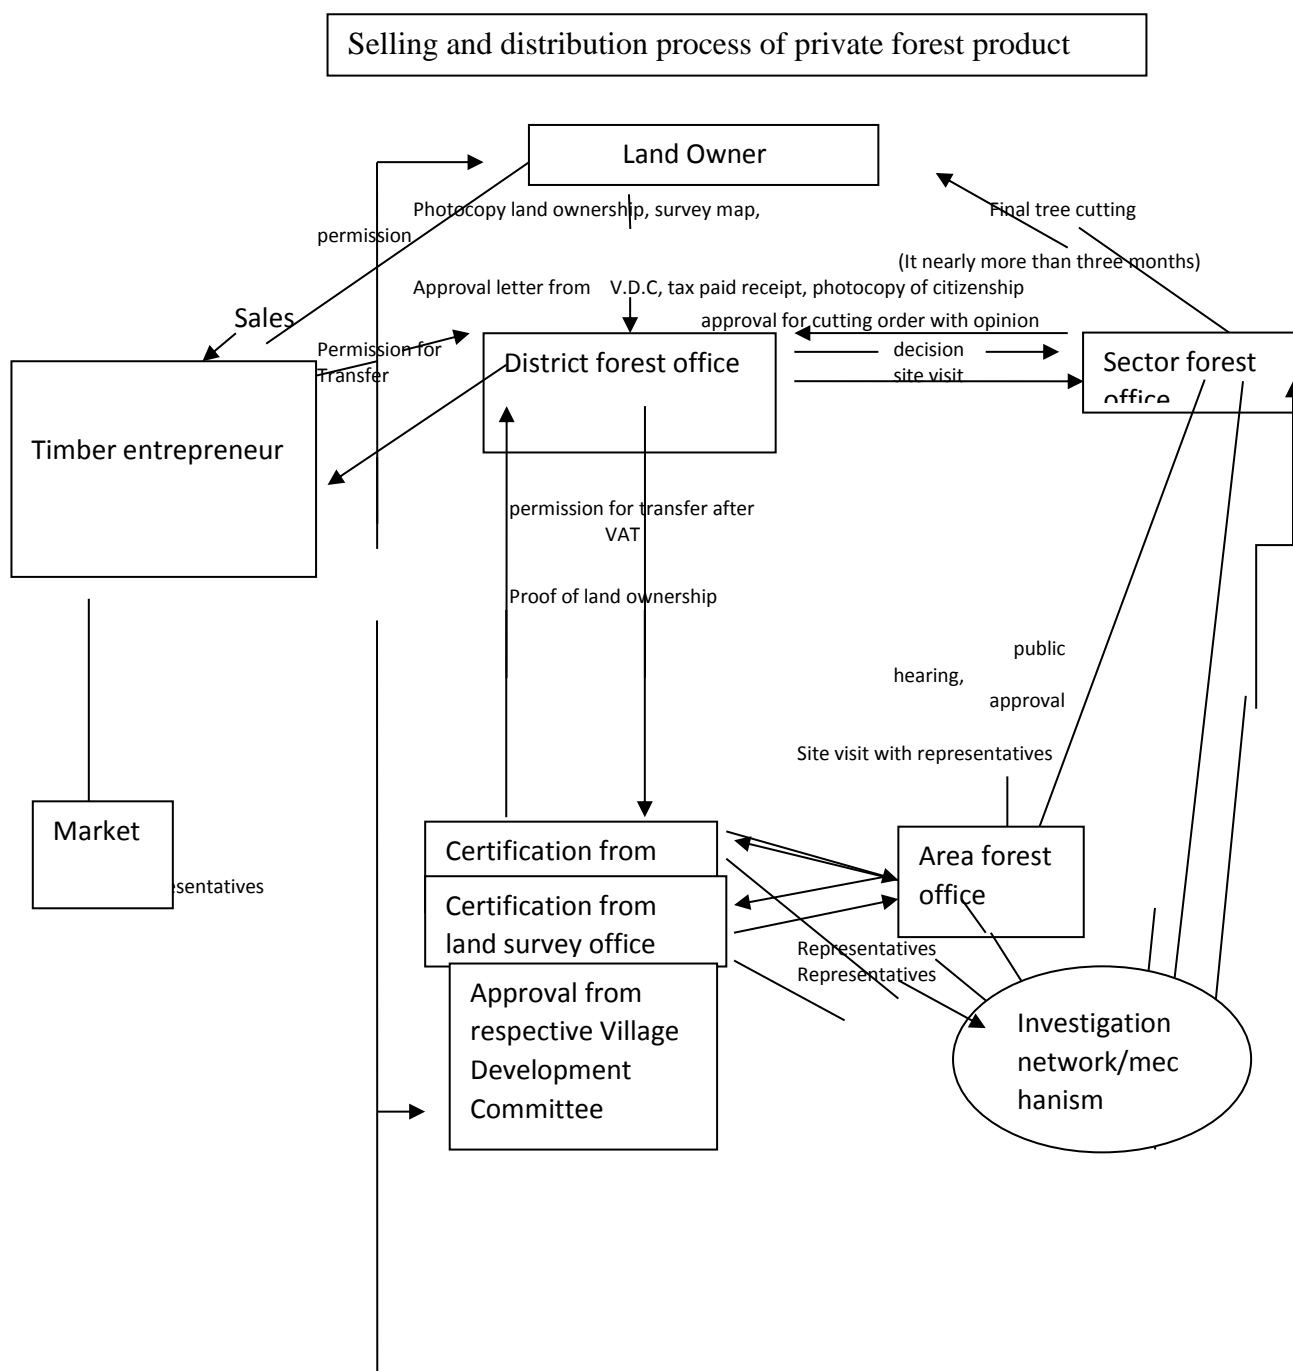 Selling and distribution process of private forest product
Land Owner
Photocopy land ownership, survey map,
Final tree cutting
permission
(It nearly more than three months)
Approval letter from V.D.C, tax paid receipt, photocopy of citizenship
Sales
approval for cutting order with opinion
Permission for
Transfer
District forest office
decision
site visit
Sector forest
office
Timber entrepreneur
permission for transfer after
VAT
Proof of land ownership
public
hearing,
approval
Site visit with representatives
Market
esentatives
Certification from
Area forest
office
Certification from
land survey office
Representatives
Representatives
Approval from
respective Village
Development
Committee
Investigation
network/mec
hanism